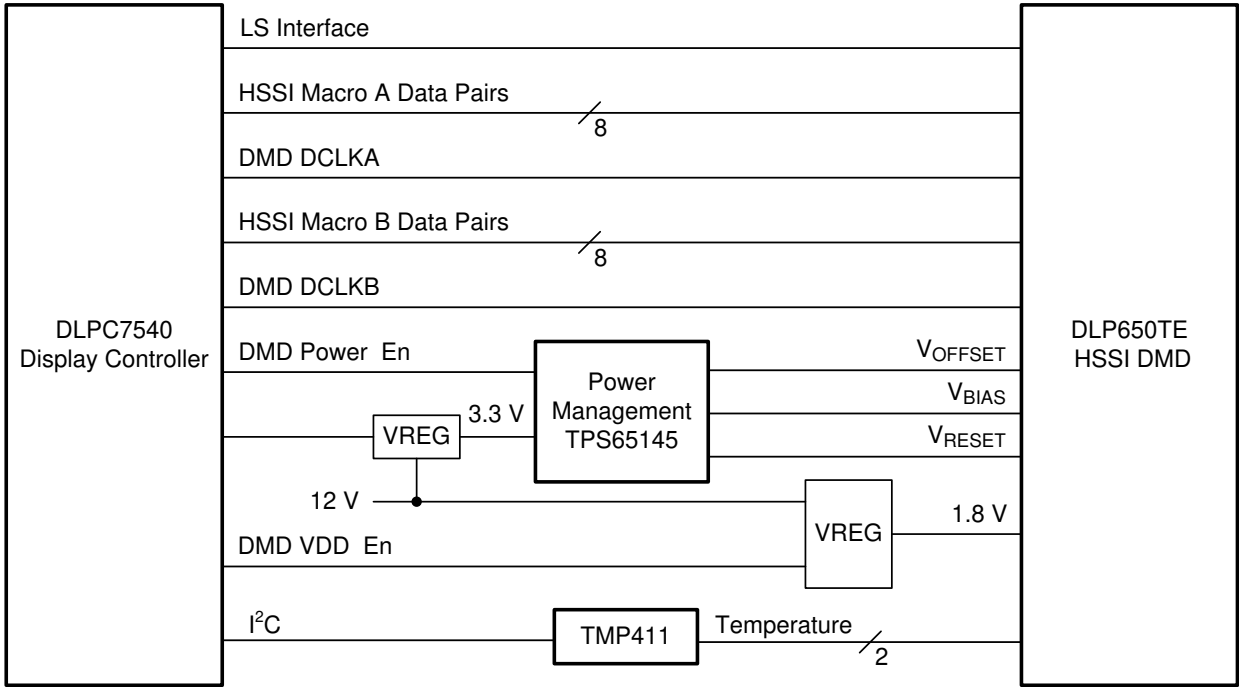 LS Interface
HSSI Macro A Data Pairs
8
DMD DCLKA
HSSI Macro B Data Pairs
8
DMD DCLKB
DLPC7540
Display Controller
DLP650TE
HSSI DMD
DMD Power En
Power
Management
TPS65145
VOFFSET
VBIAS
VRESET
VREG
3.3 V
12 V
VREG
1.8 V
DMD VDD En
I²C
TMP411
Temperature
2